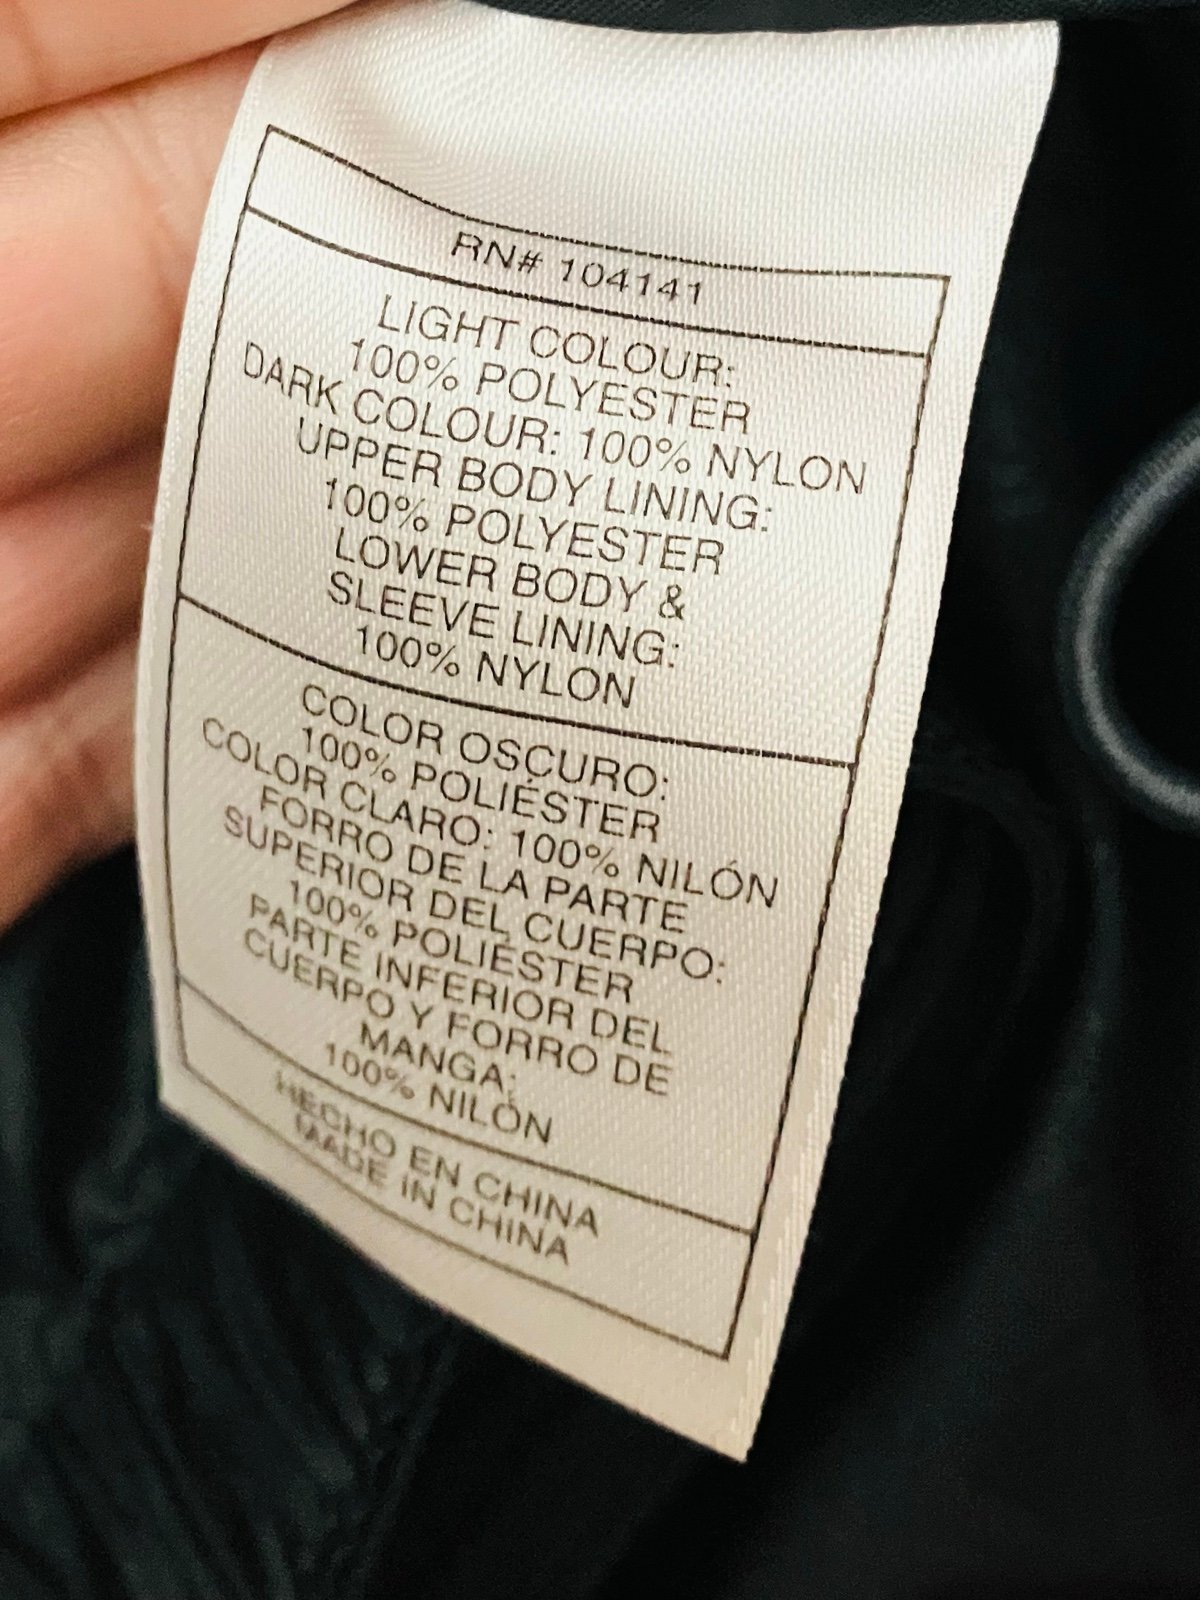 RN# 104141
LIGHT COLOUR:
100% POLYESTER
DARK COLOUR: 100% NYLON
UPPER BODY LINING:
100% POLYESTER
LOWER BODY &
SLEEVE LINING:
100% NYLON
COLOR OSCURO:
100% POLIÉSTER
COLOR CLARO: 100% NILÓN
FORRO DE LA PARTE
SUPERIOR DEL CUERPO:
100% POLIÉSTER
PARTE INFERIOR DEL
CUERPO Y FORRO DE
MANGA:
100% NILÓN
HECHO EN CHINA
MADE IN CHINA